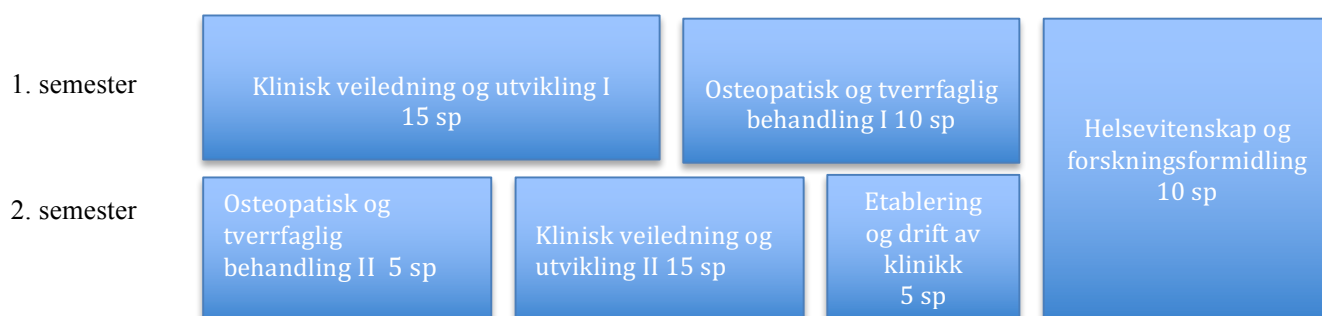 1. semester
Klinisk veiledning og utvikling I
15 sp
Osteopatisk og tverrfaglig
behandling I 10 sp
Helsevitenskap og
forskningsformidling
10 sp
2. semester
Osteopatisk og
tverrfaglig
behandling II  5 sp
Klinisk veiledning og
utvikling II 15 sp
Etablering
og drift av
klinikk
5 sp